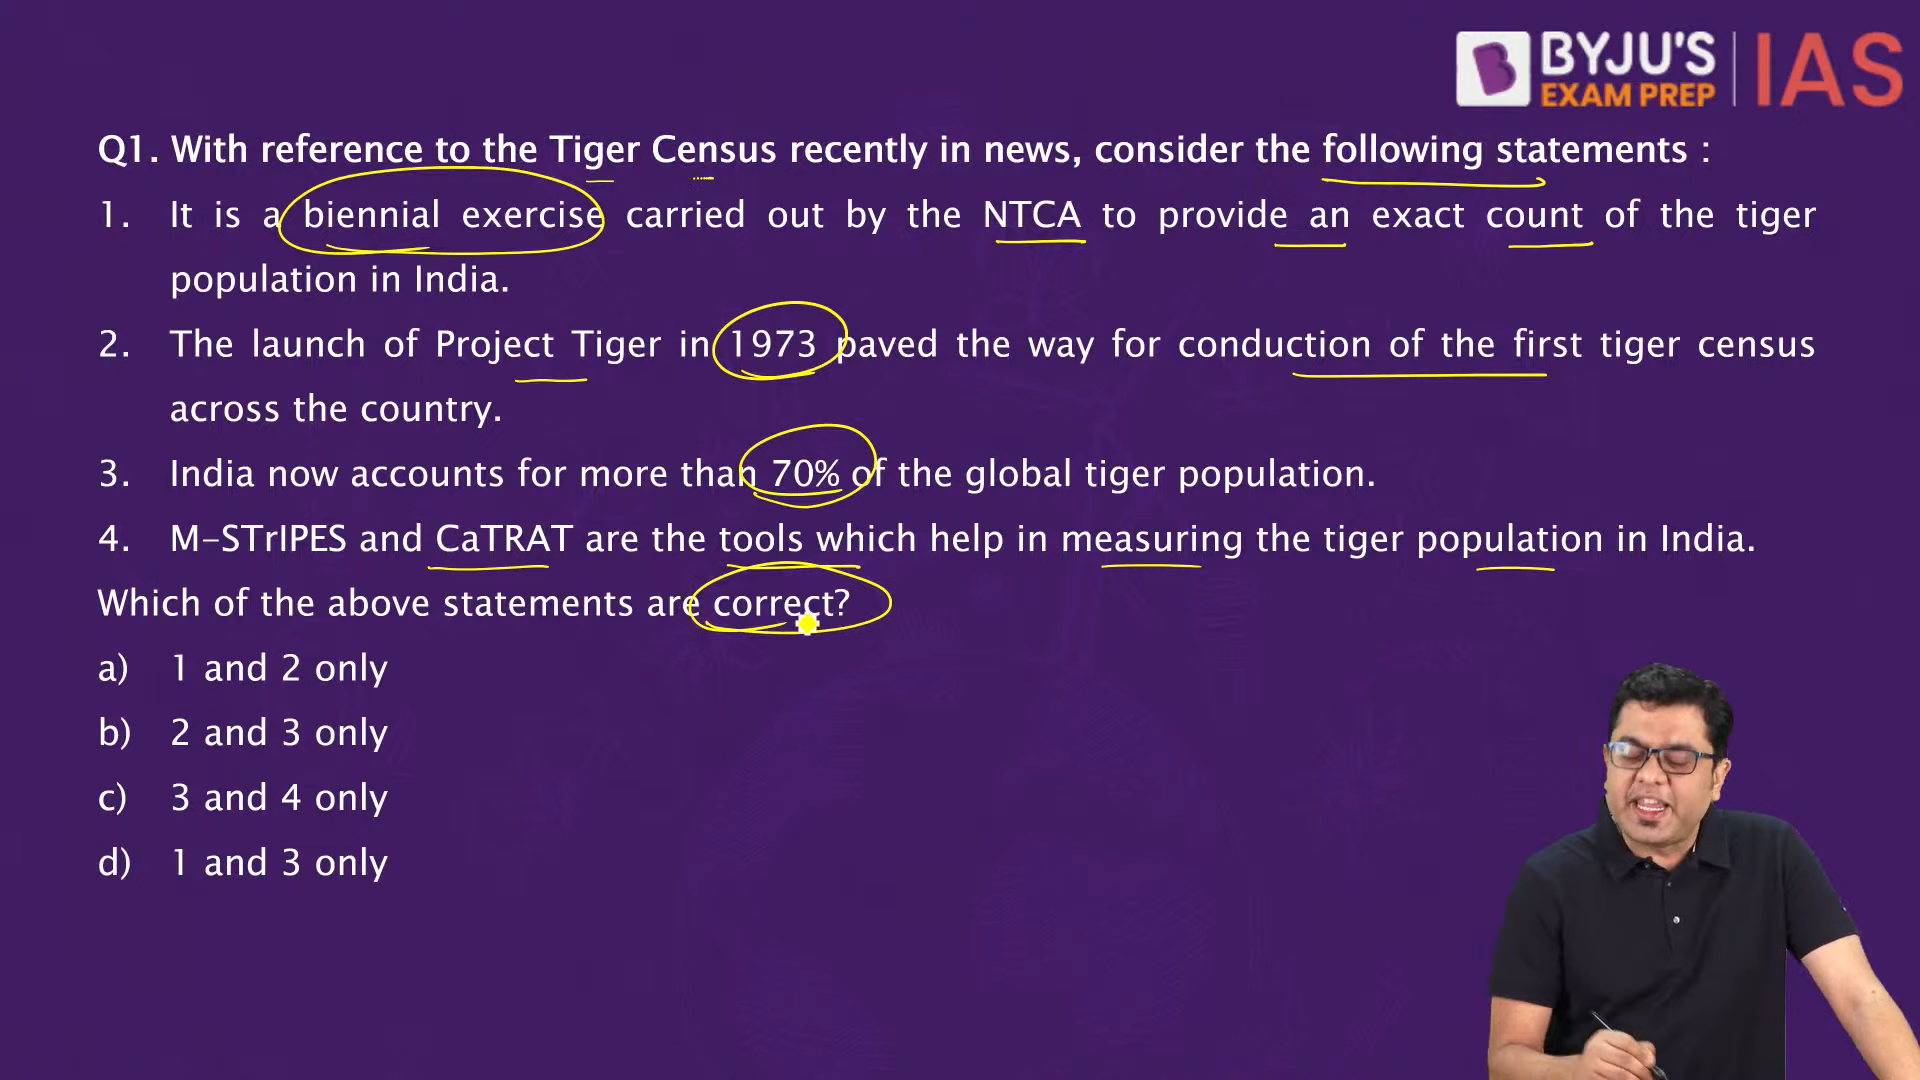 BYJU'S
EXAM PREP
IAS
Q1. With reference to the Tiger Census recently in news, consider the following statements :
1. It is a biennial exercise carried out by the NTCA to provide an exact count of the tiger
population in India.
2. The launch of Project Tiger in 1973 paved the way for conduction of the first tiger census
across the country.
3. India now accounts for more than 70% of the global tiger population.
4. M-STrIPES and CaTRAT are the tools which help in measuring the tiger population in India.
Which of the above statements are correct?
a) 1 and 2 only
b) 2 and 3 only
c) 3 and 4 only
d) 1 and 3 only